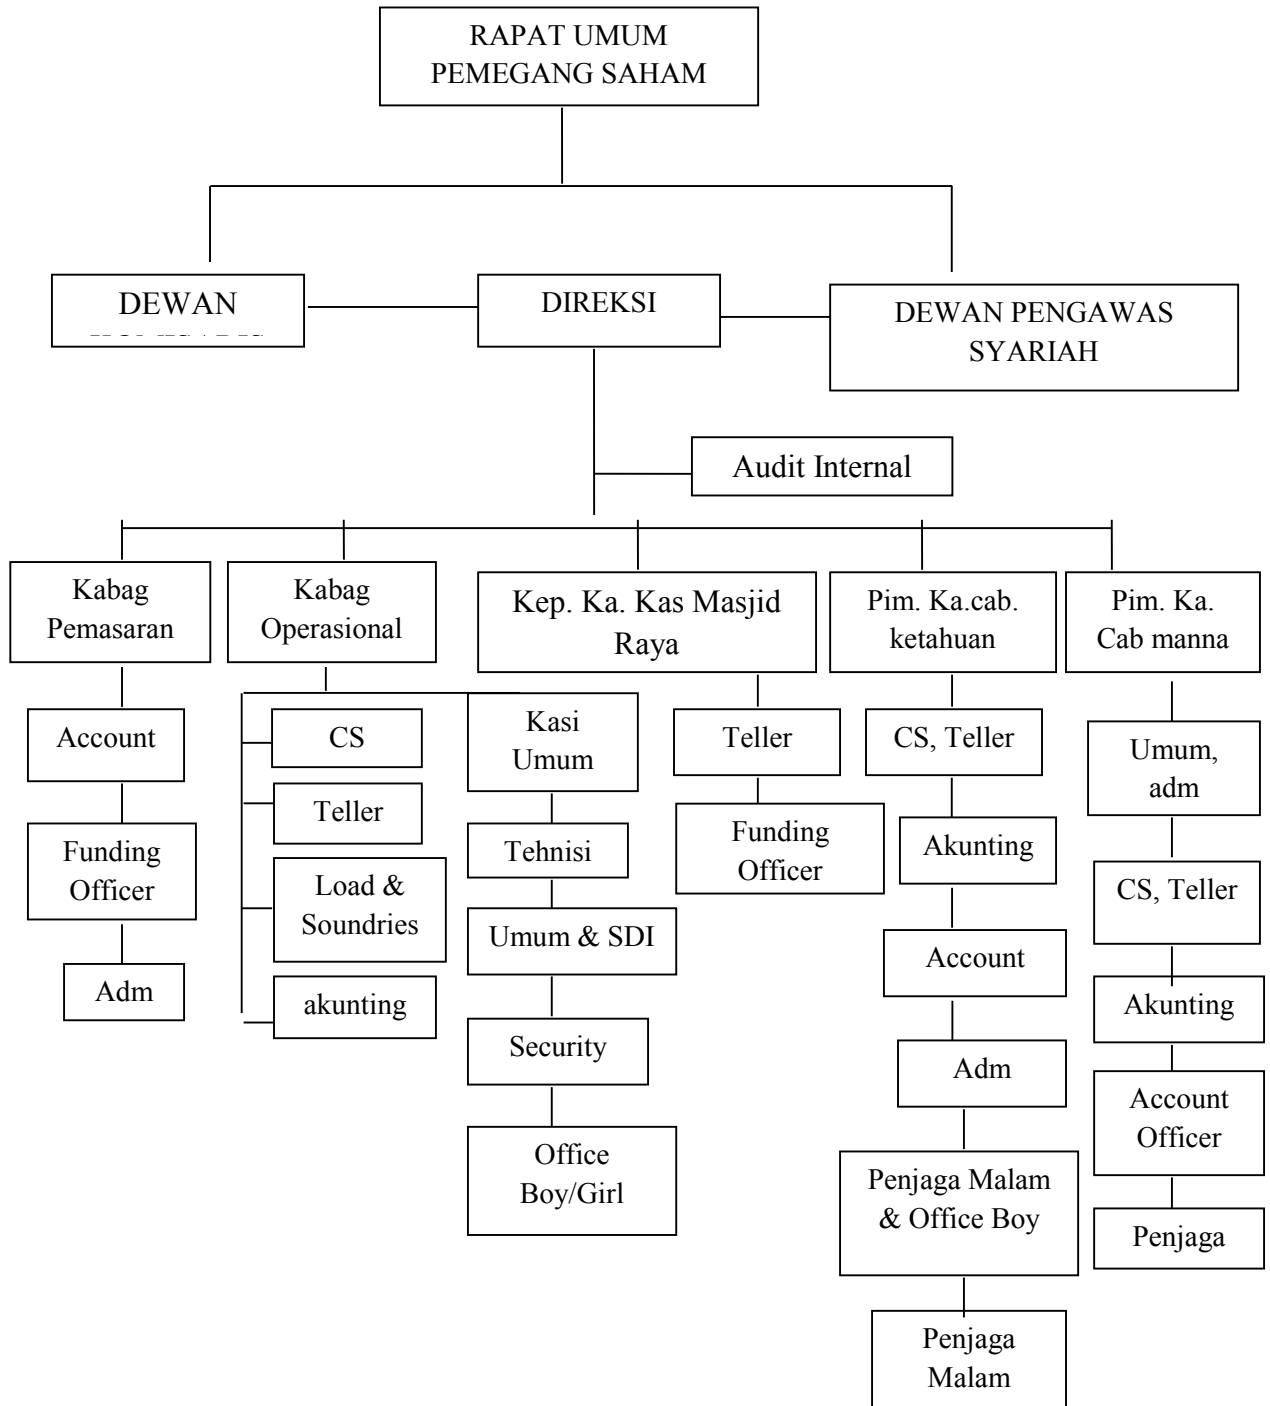 RAPAT UMUM
PEMEGANG SAHAM
DEWAN
DIREKSI
DEWAN PENGAWAS
SYARIAH
Audit Internal
Kabag
Pemasaran
Kabag
Operasional
Kep. Ka. Kas Masjid
Raya
Pim. Ka.cab.
ketahuan
Pim. Ka.
Cab manna
Account
Funding
Officer
Adm
CS
Teller
Load &
Soundries
akunting
Kasi
Umum
Tehnisi
Umum & SDI
Security
Office
Boy/Girl
Teller
Funding
Officer
CS, Teller
Akunting
Account
Adm
Penjaga Malam
& Office Boy
Penjaga
Malam
Umum,
adm
CS, Teller
Akunting
Account
Officer
Penjaga